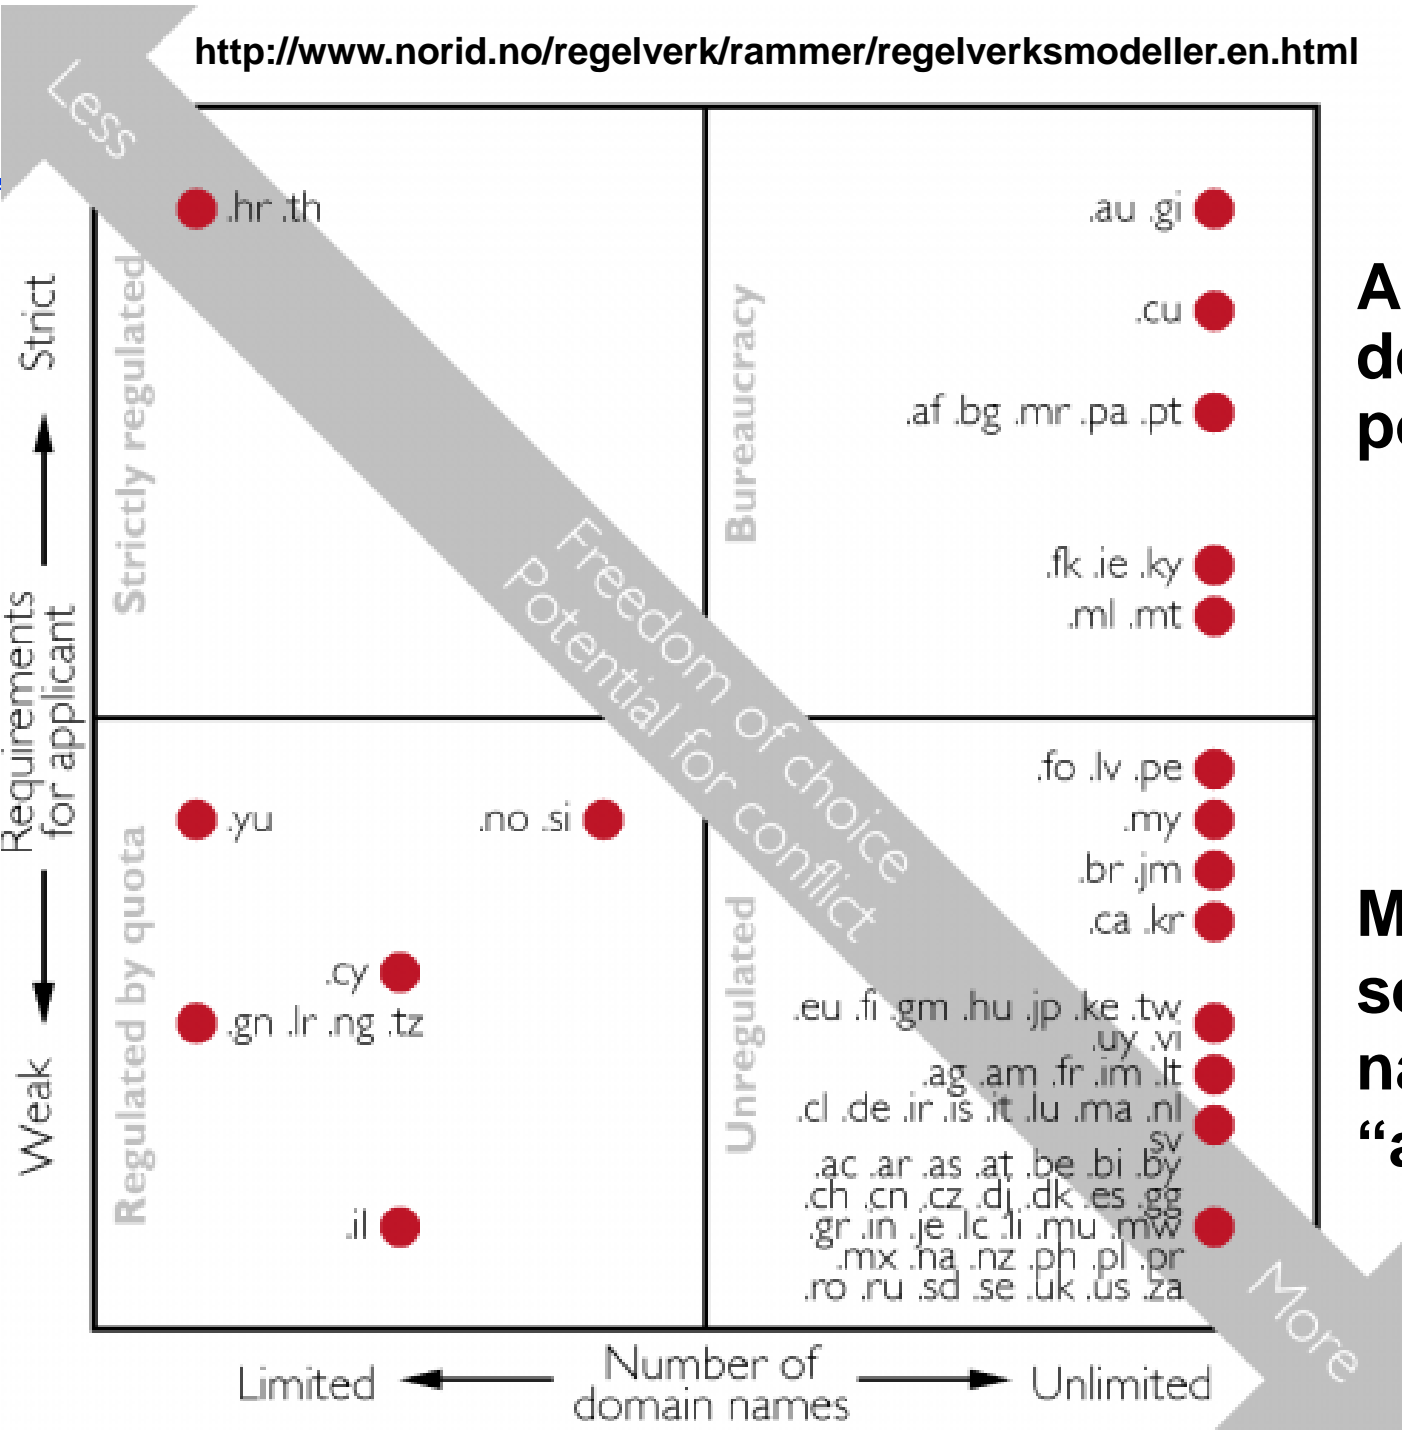 http://www.norid.no/regelverk/rammer/regelverksmodeller.en.html
Less
.hr .th
.au .gi
.cu
.af .bg .mr .pa .pt
.fk .ie .ky
.ml .mt
Strictly regulated
Bureaucracy
Strict
Requirements
for applicant
Weak
Freedom of choice
Potential for conflict
.yu
.no .si
.cy
.gn .lr .ng .tz
.il
Regulated by quota
Unregulated
.fo .lv .pe
.my
.br .jm
.ca .kr
.eu .fi .gm .hu .jp .ke .tw
.uy .vi
.ag .am .fr .im .lt
.cl .de .ir .is .it .lu .ma .nl
sv
.ac .ar .as .at .be .bi .by
.ch .cn .cz .dj .dk .es .gg
.gr .in .je .lc .li .mu .mw
.mx .na .nz .ph .pl .pr
.ro .ru .sd .se .uk .us .za
More
Limited
Number of
domain names
Unlimited